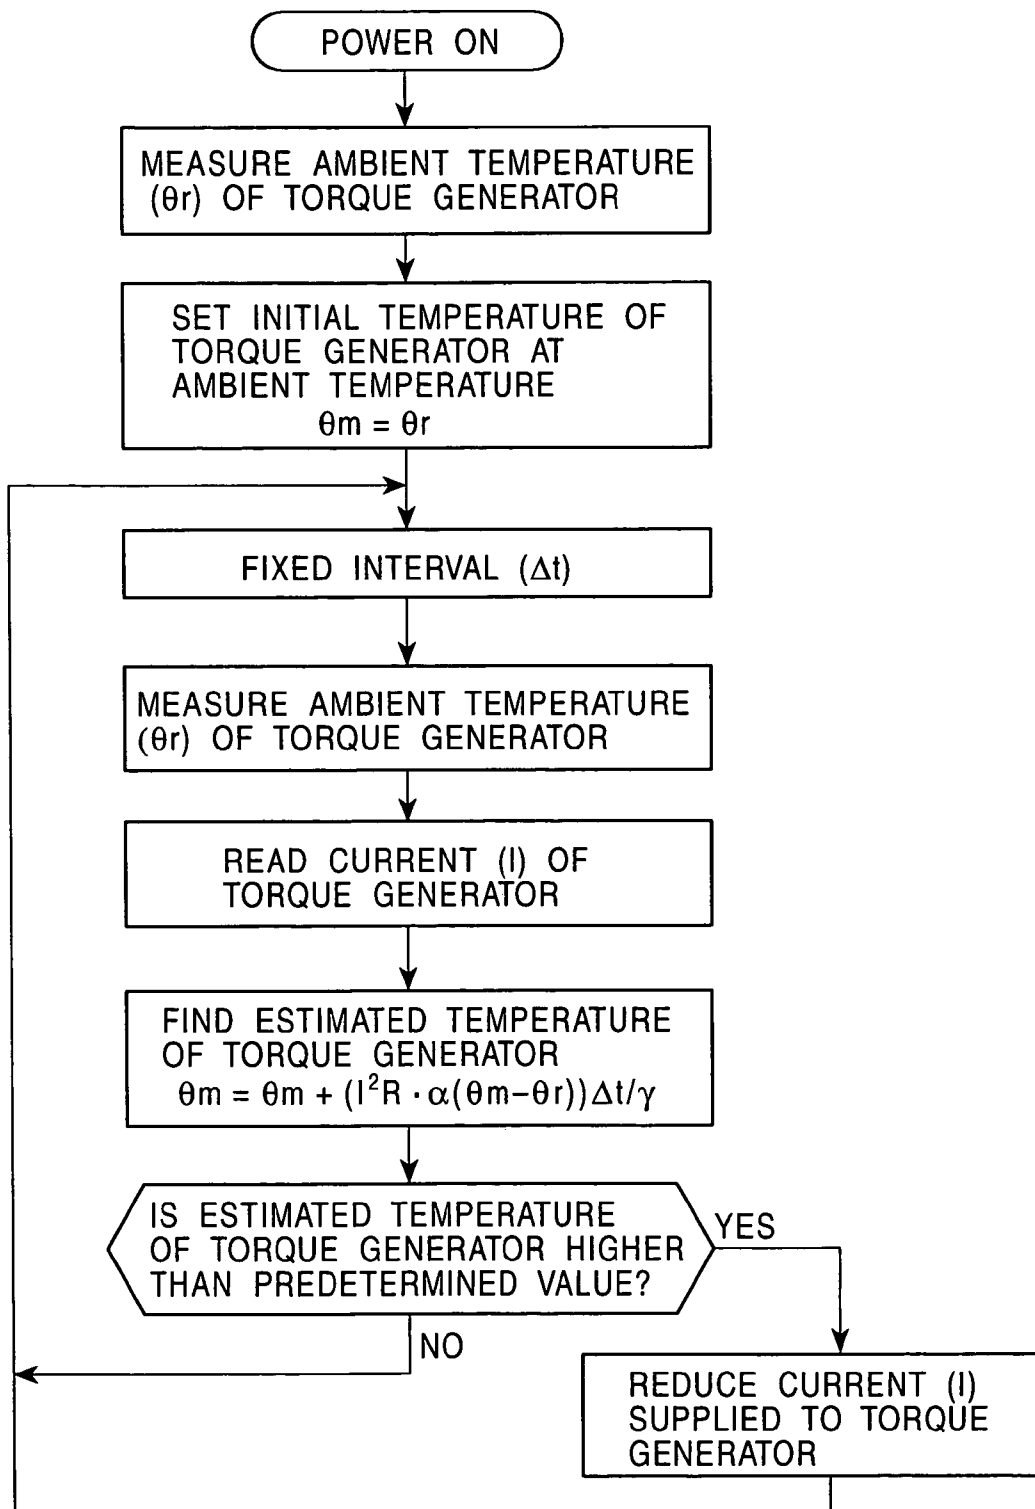 POWER ON
MEASURE AMBIENT TEMPERATURE
(θr) OF TORQUE GENERATOR
SET INITIAL TEMPERATURE OF
TORQUE GENERATOR AT
AMBIENT TEMPERATURE
θm = θr
FIXED INTERVAL (Δt)
MEASURE AMBIENT TEMPERATURE
(θr) OF TORQUE GENERATOR
READ CURRENT (I) OF
TORQUE GENERATOR
FIND ESTIMATED TEMPERATURE
OF TORQUE GENERATOR
θm = θm + (I²R · α(θm−θr))Δt/γ
IS ESTIMATED TEMPERATURE
OF TORQUE GENERATOR HIGHER
THAN PREDETERMINED VALUE?
YES
NO
REDUCE CURRENT (I)
SUPPLIED TO TORQUE
GENERATOR